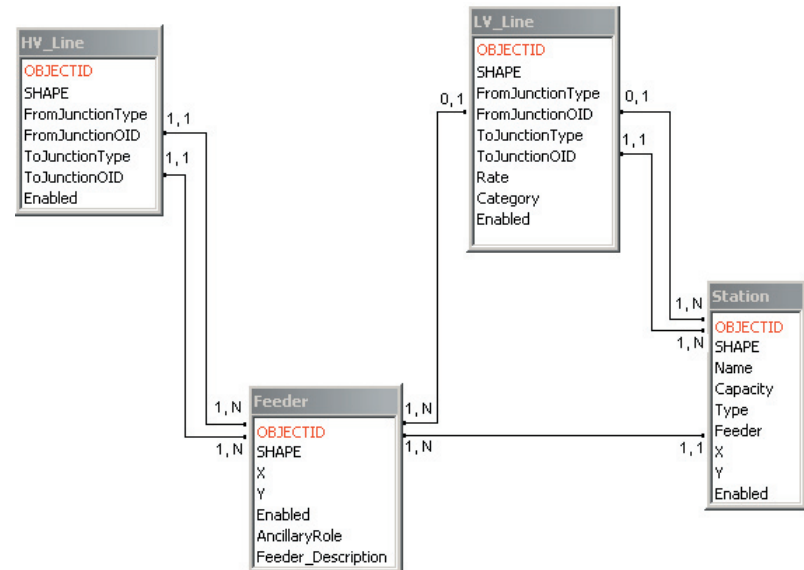 HV_Line
OBJECTID
SHAPE
FromJunctionType
FromJunctionOID
ToJunctionType
ToJunctionOID
Enabled
1,1
1,1
LV_Line
OBJECTID
SHAPE
FromJunctionType
FromJunctionOID
ToJunctionType
ToJunctionOID
Rate
Category
Enabled
0,1
0,1
1,1
Station
OBJECTID
SHAPE
Name
Capacity
Type
Feeder
X
Y
Enabled
1,N
1,N
1,1
Feeder
OBJECTID
SHAPE
X
Y
Enabled
AncillaryRole
Feeder_Description
1,N
1,N
1,N
1,N